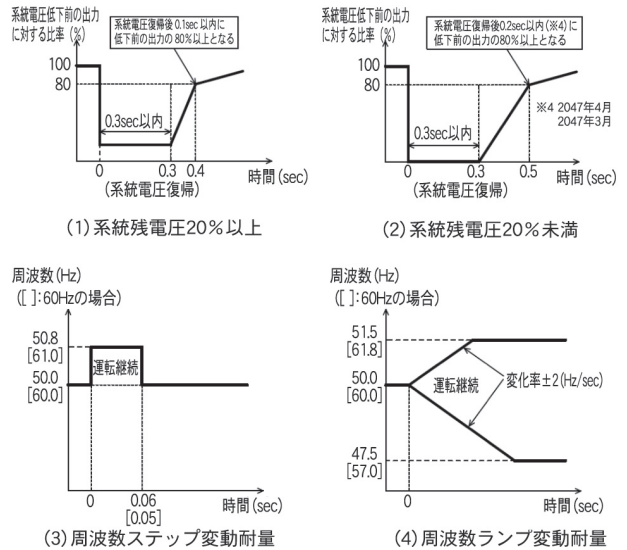 系統電圧低下前の出力
に対する比率(%)
系統電圧復帰後0.1sec以内に
低下前の出力の80%以上となる
100
80
0.3sec以内
0
0.3
0.4
時間(sec)
(系統電圧復帰)
(1)系統残電圧20%以上
系統電圧低下前の出力
に対する比率(%)
系統電圧復帰後0.2sec以内(※4)に
低下前の出力の80%以上となる
100
80
※4 2047年4月
2047年3月
0.3sec以内
0
0.3
0.5
時間(sec)
(系統電圧復帰)
(2)系統残電圧20%未満
周波数(Hz)
([ ]:60Hzの場合)
50.8
[61.0]
運転継続
50.0
[60.0]
0
0.06
[0.05]
時間(sec)
(3)周波数ステップ変動耐量
周波数(Hz)
([ ]:60Hzの場合)
51.5
[61.8]
50.0
[60.0]
運転継続
変化率±2(Hz/sec)
47.5
[57.0]
0
時間(sec)
(4)周波数ランプ変動耐量